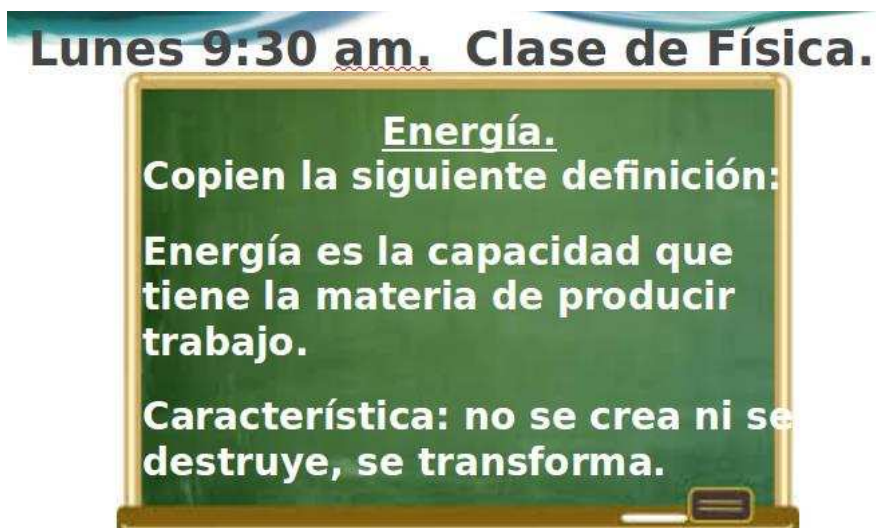 Lunes 9:30 am.  Clase de Física.
Energía.
Copien la siguiente definición:
Energía es la capacidad que
tiene la materia de producir
trabajo.
Característica: no se crea ni se
destruye, se transforma.